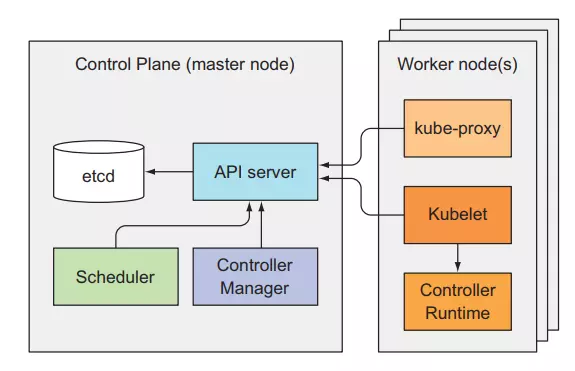 Control Plane (master node)
Worker node(s)
kube-proxy
etcd
API server
Kubelet
Scheduler
Controller
Manager
Controller
Runtime